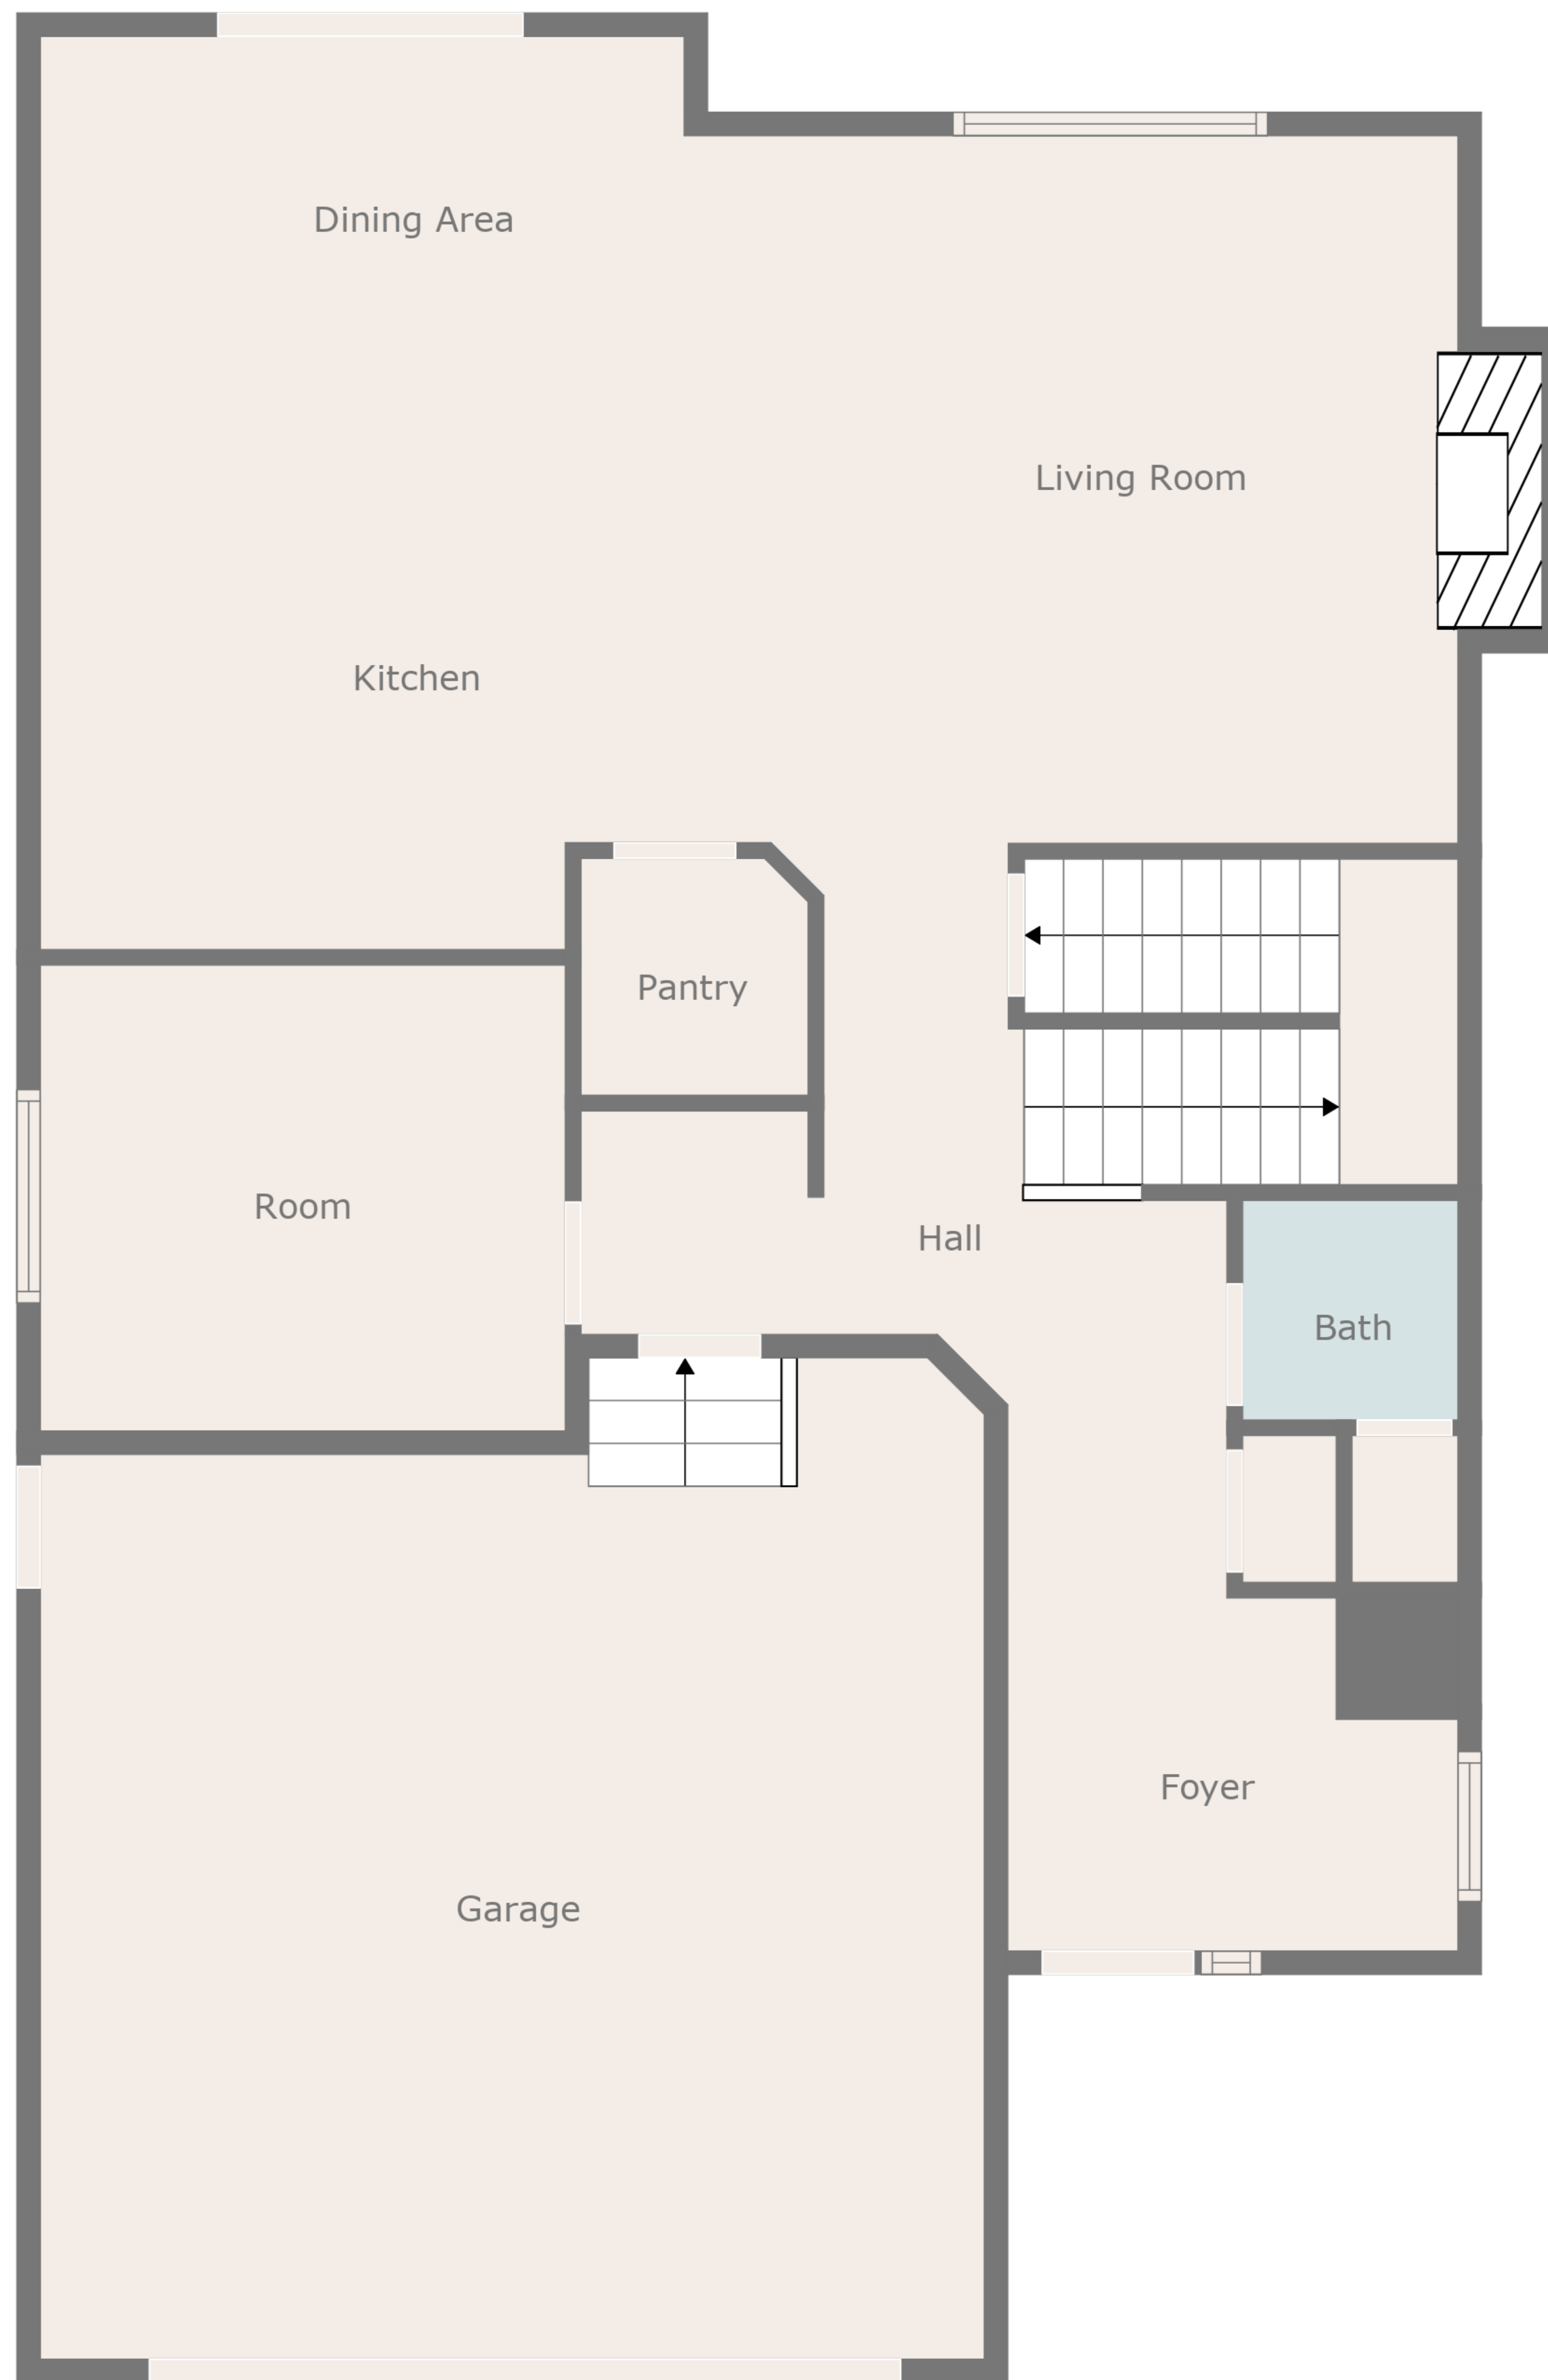 Dining Area
Living Room
Kitchen
Pantry
Room
Hall
Bath
Foyer
Garage